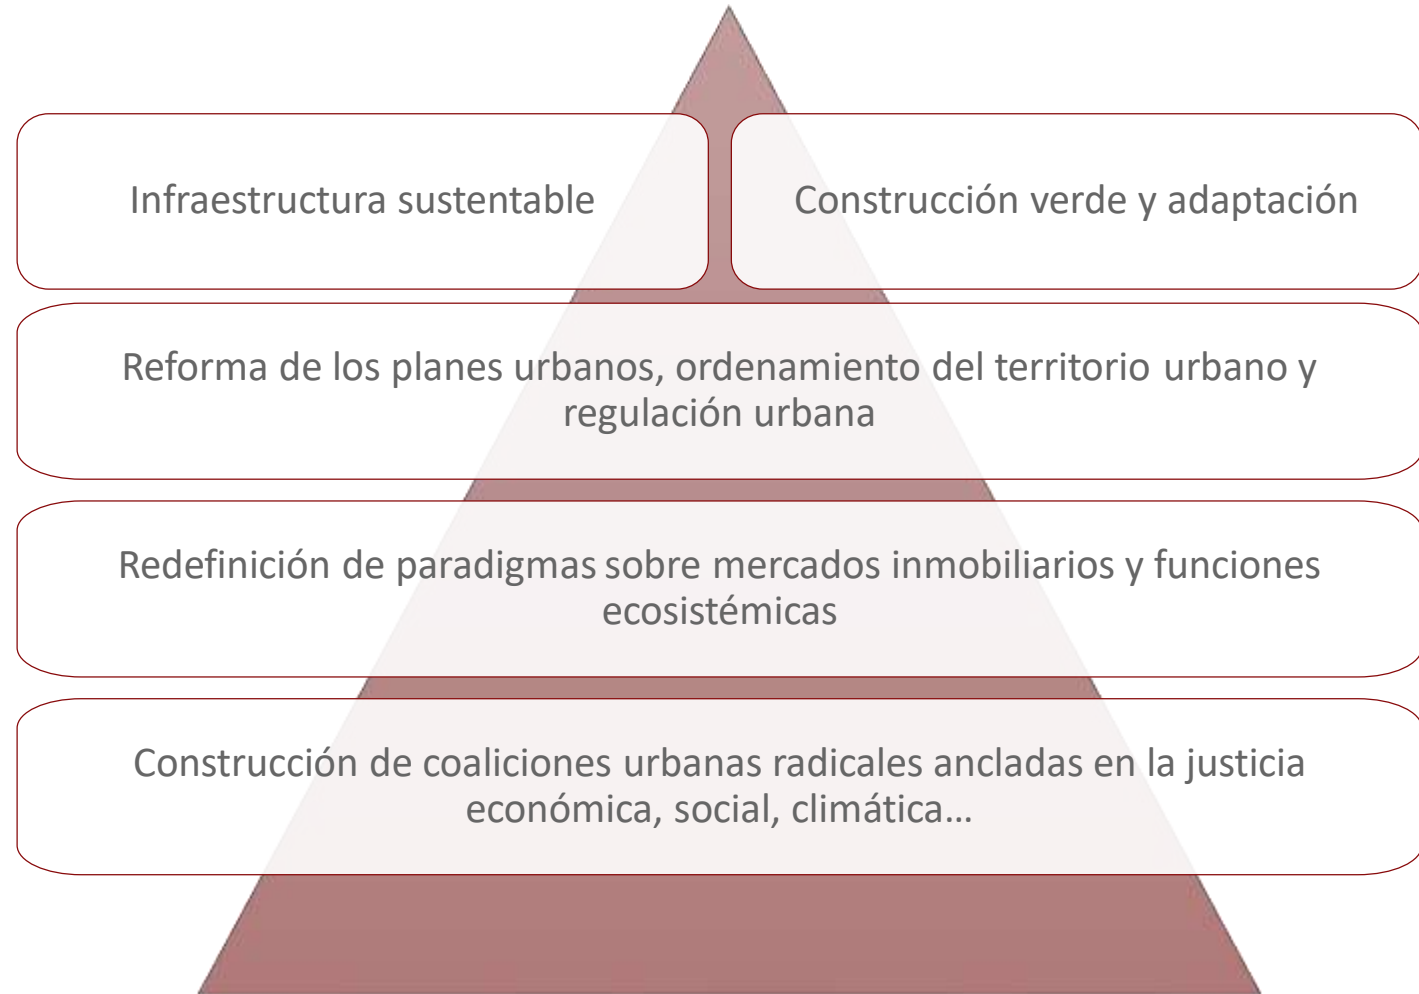 Infraestructura sustentable
Construcción verde y adaptación
Reforma de los planes urbanos, ordenamiento del territorio urbano y
regulación urbana
Redefinición de paradigmas sobre mercados inmobiliarios y funciones
ecosistémicas
Construcción de coaliciones urbanas radicales ancladas en la justicia
económica, social, climática…